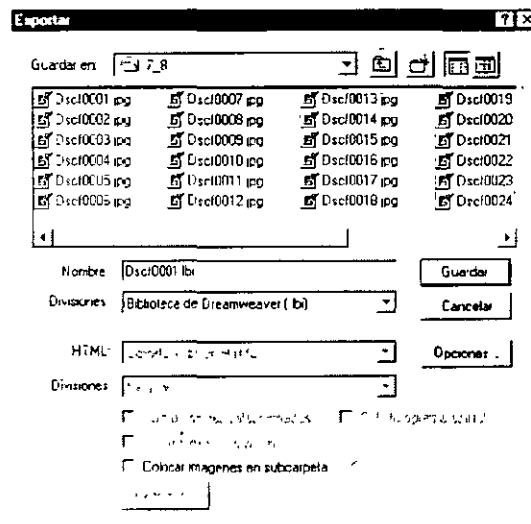 Exportar
Guardar en: 7_8
Dscf0001.jpg Dscf0007.jpg Dscf0013.jpg Dscf0019
Dscf0002.jpg Dscf0008.jpg Dscf0014.jpg Dscf0020
Dscf0003.jpg Dscf0009.jpg Dscf0015.jpg Dscf0021
Dscf0004.jpg Dscf0010.jpg Dscf0016.jpg Dscf0022
Dscf0005.jpg Dscf0011.jpg Dscf0017.jpg Dscf0023
Dscf0006.jpg Dscf0012.jpg Dscf0018.jpg Dscf0024
Nombre Dscf0001.lbi Guardar
Divisiones: Biblioteca de Dreamweaver (.lbi) Cancelar
HTML: Opciones...
Divisiones
Colocar imagenes en subcarpeta